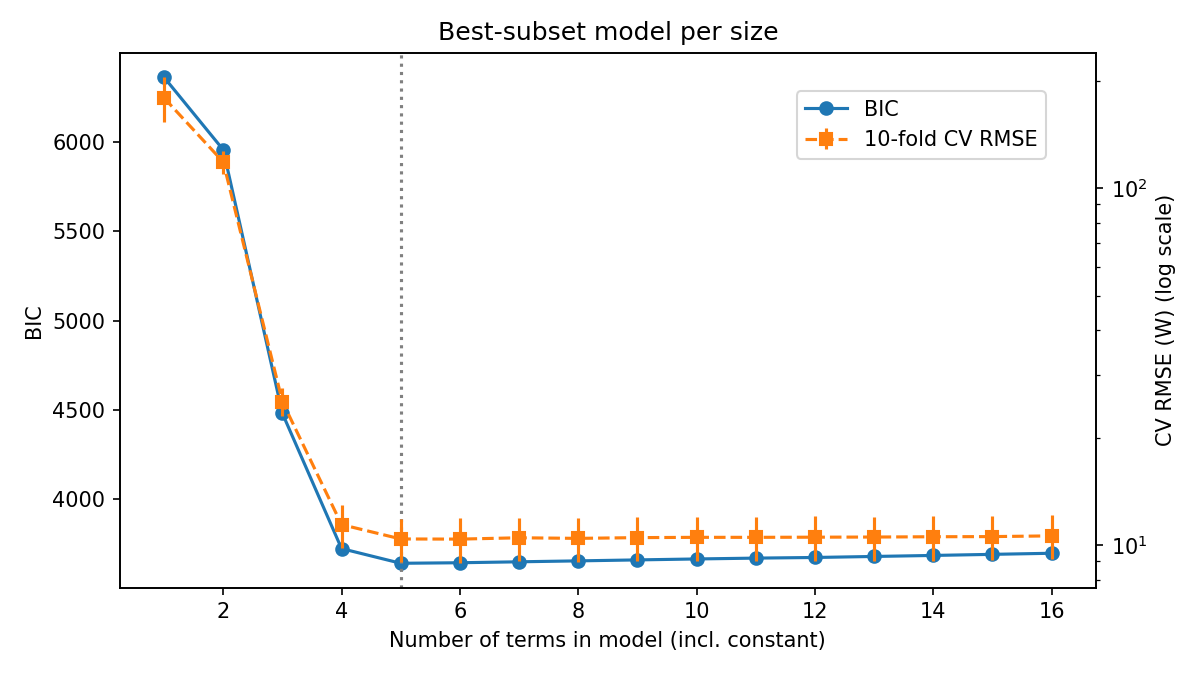 Best-subset model per size
BIC
10-fold CV RMSE
6000
5500
5000
4500
4000
BIC
10²
10¹
CV RMSE (W) (log scale)
2 4 6 8 10 12 14 16
Number of terms in model (incl. constant)